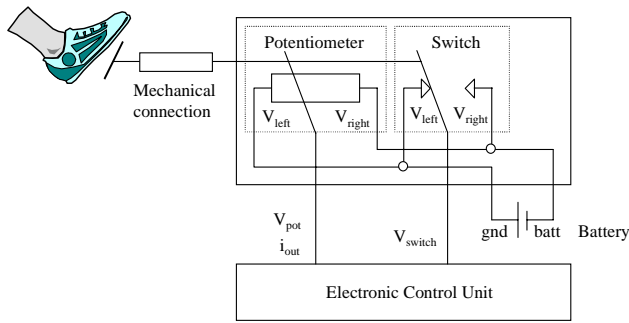 Potentiometer
Switch
Mechanical
connection
V_left
V_right
V_left
V_right
V_pot
i_out
V_switch
gnd
batt
Battery
Electronic Control Unit